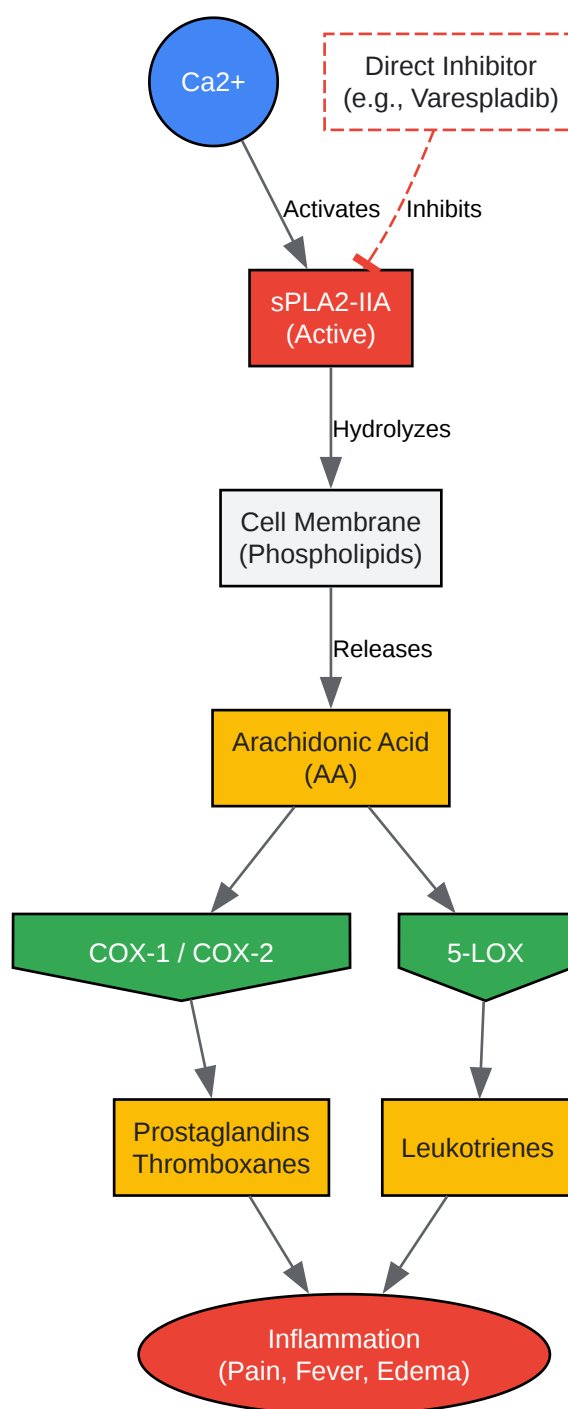 Ca2+
Direct Inhibitor
(e.g., Varespladib)
Activates
Inhibits
sPLA2-IIA
(Active)
Hydrolyzes
Cell Membrane
(Phospholipids)
Releases
Arachidonic Acid
(AA)
COX-1 / COX-2
5-LOX
Prostaglandins
Thromboxanes
Leukotrienes
Inflammation
(Pain, Fever, Edema)